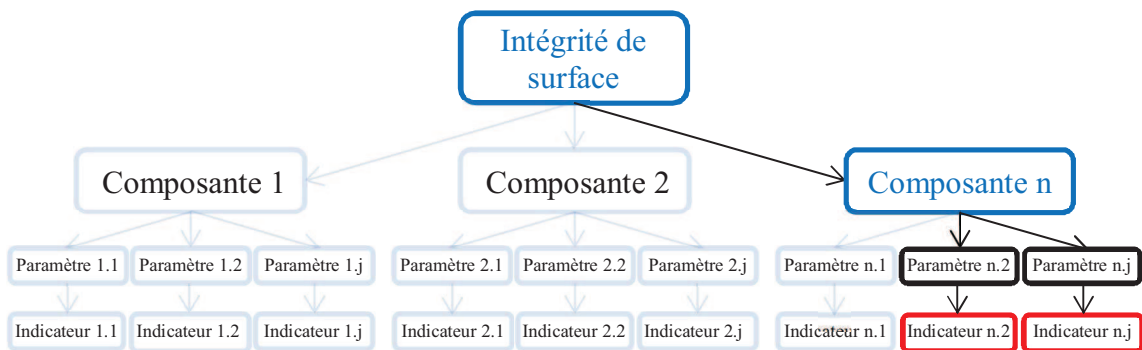 Intégrité de
surface
Composante 1
Composante 2
Composante n
Paramètre 1.1
Paramètre 1.2
Paramètre 1.j
Paramètre 2.1
Paramètre 2.2
Paramètre 2.j
Paramètre n.1
Paramètre n.2
Paramètre n.j
Indicateur 1.1
Indicateur 1.2
Indicateur 1.j
Indicateur 2.1
Indicateur 2.2
Indicateur 2.j
Indicateur n.1
Indicateur n.2
Indicateur n.j